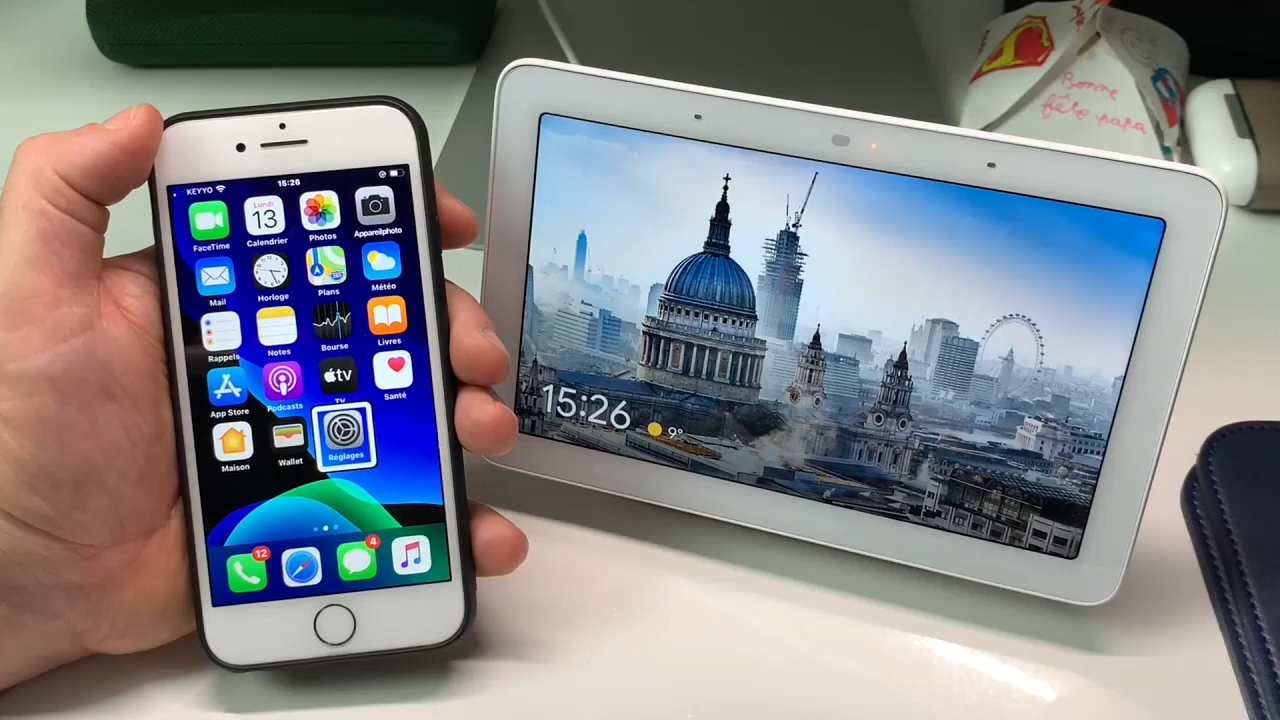 KEYYO
15:26
FaceTime
Lundi
13
Calendrier
Photos
Appareil photo
Mail
Horloge
Plans
Météo
Rappels
Notes
Bourse
Livres
App Store
Podcasts
tv
TV
Santé
Maison
Wallet
Réglages
12
4
15:26
9°
Bonne
fête papa